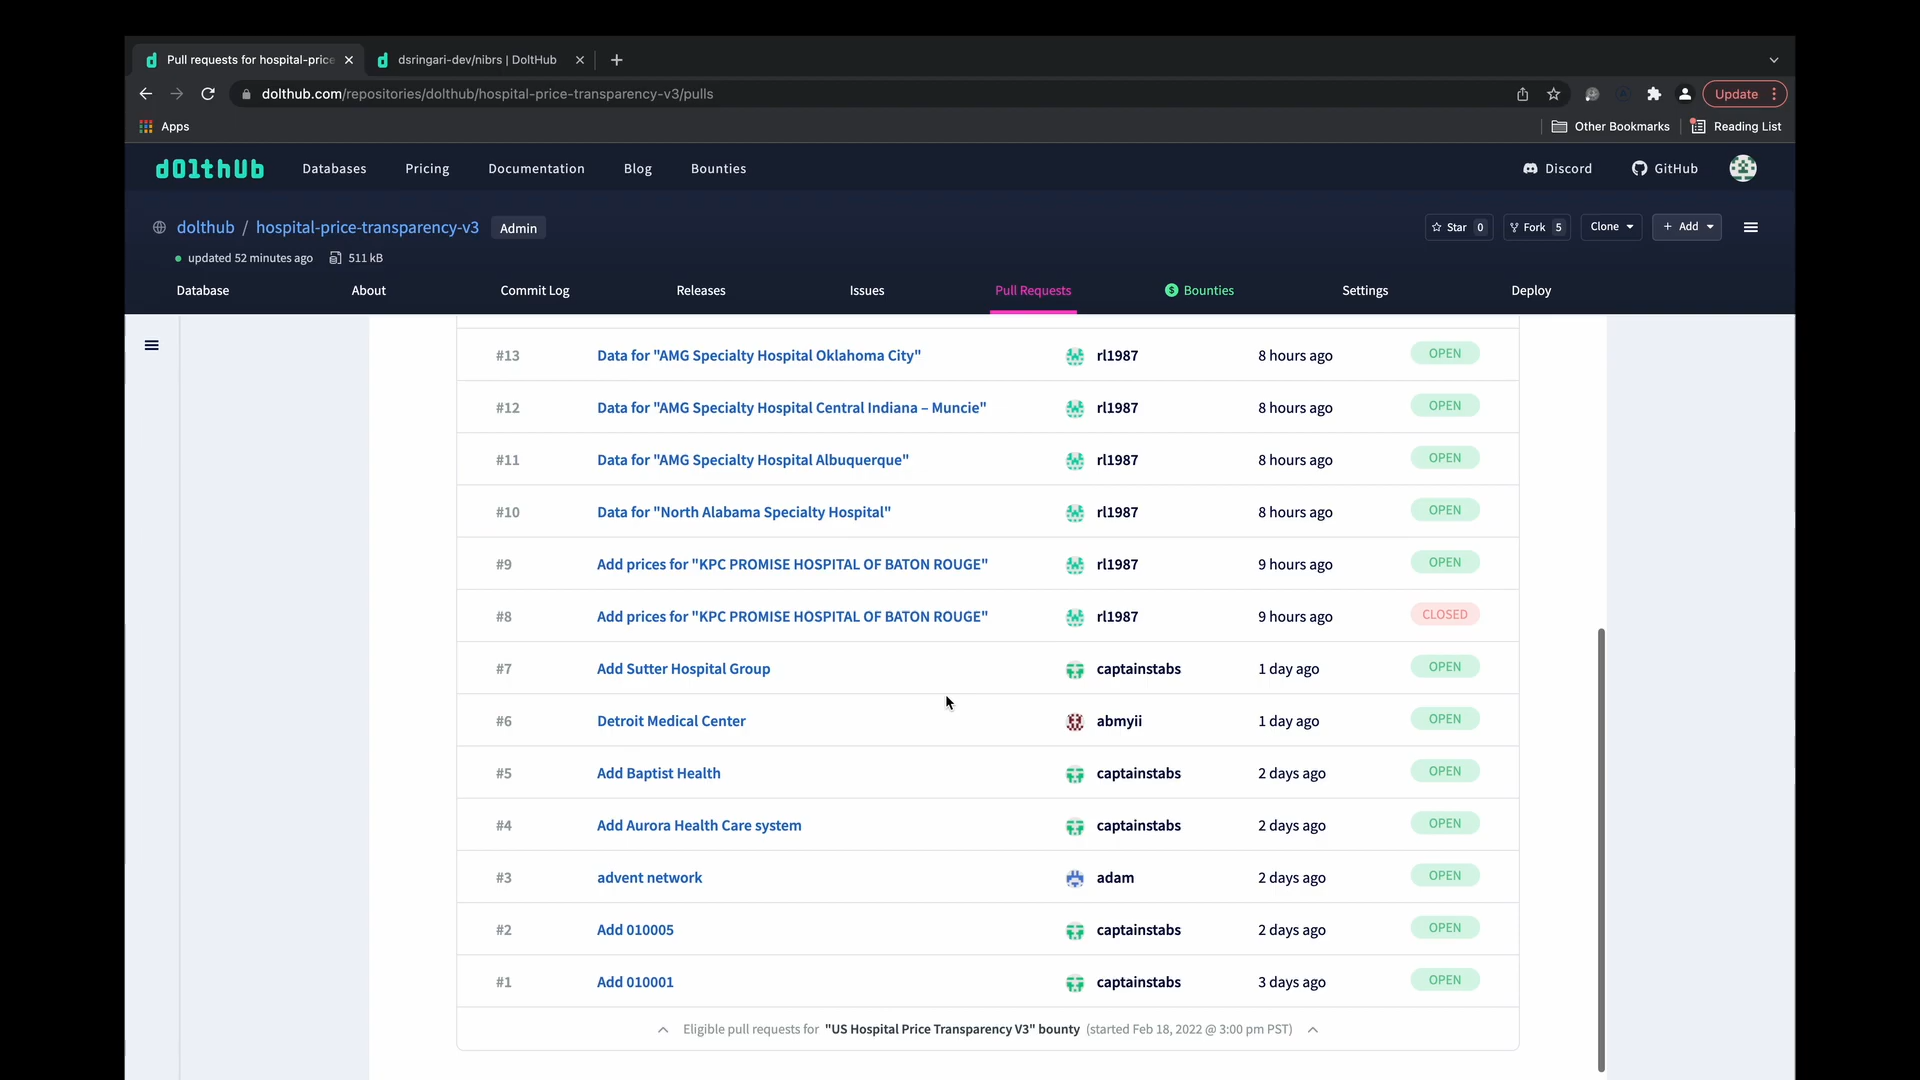 Pull requests for hospital-price
dsringari-dev/nibrs | DoltHub
dolthub.com/repositories/dolthub/hospital-price-transparency-v3/pulls
Update
Apps
Other Bookmarks
Reading List
dolthub
Databases
Pricing
Documentation
Blog
Bounties
Discord
GitHub
dolthub / hospital-price-transparency-v3
Admin
Star 0
Fork 5
Clone
+ Add
updated 52 minutes ago
511 kB
Database
About
Commit Log
Releases
Issues
Pull Requests
Bounties
Settings
Deploy
#13 Data for "AMG Specialty Hospital Oklahoma City" rl1987 8 hours ago OPEN
#12 Data for "AMG Specialty Hospital Central Indiana – Muncie" rl1987 8 hours ago OPEN
#11 Data for "AMG Specialty Hospital Albuquerque" rl1987 8 hours ago OPEN
#10 Data for "North Alabama Specialty Hospital" rl1987 8 hours ago OPEN
#9 Add prices for "KPC PROMISE HOSPITAL OF BATON ROUGE" rl1987 9 hours ago OPEN
#8 Add prices for "KPC PROMISE HOSPITAL OF BATON ROUGE" rl1987 9 hours ago CLOSED
#7 Add Sutter Hospital Group captainstabs 1 day ago OPEN
#6 Detroit Medical Center abmyii 1 day ago OPEN
#5 Add Baptist Health captainstabs 2 days ago OPEN
#4 Add Aurora Health Care system captainstabs 2 days ago OPEN
#3 advent network adam 2 days ago OPEN
#2 Add 010005 captainstabs 2 days ago OPEN
#1 Add 010001 captainstabs 3 days ago OPEN
Eligible pull requests for "US Hospital Price Transparency V3" bounty (started Feb 18, 2022 @ 3:00 pm PST)